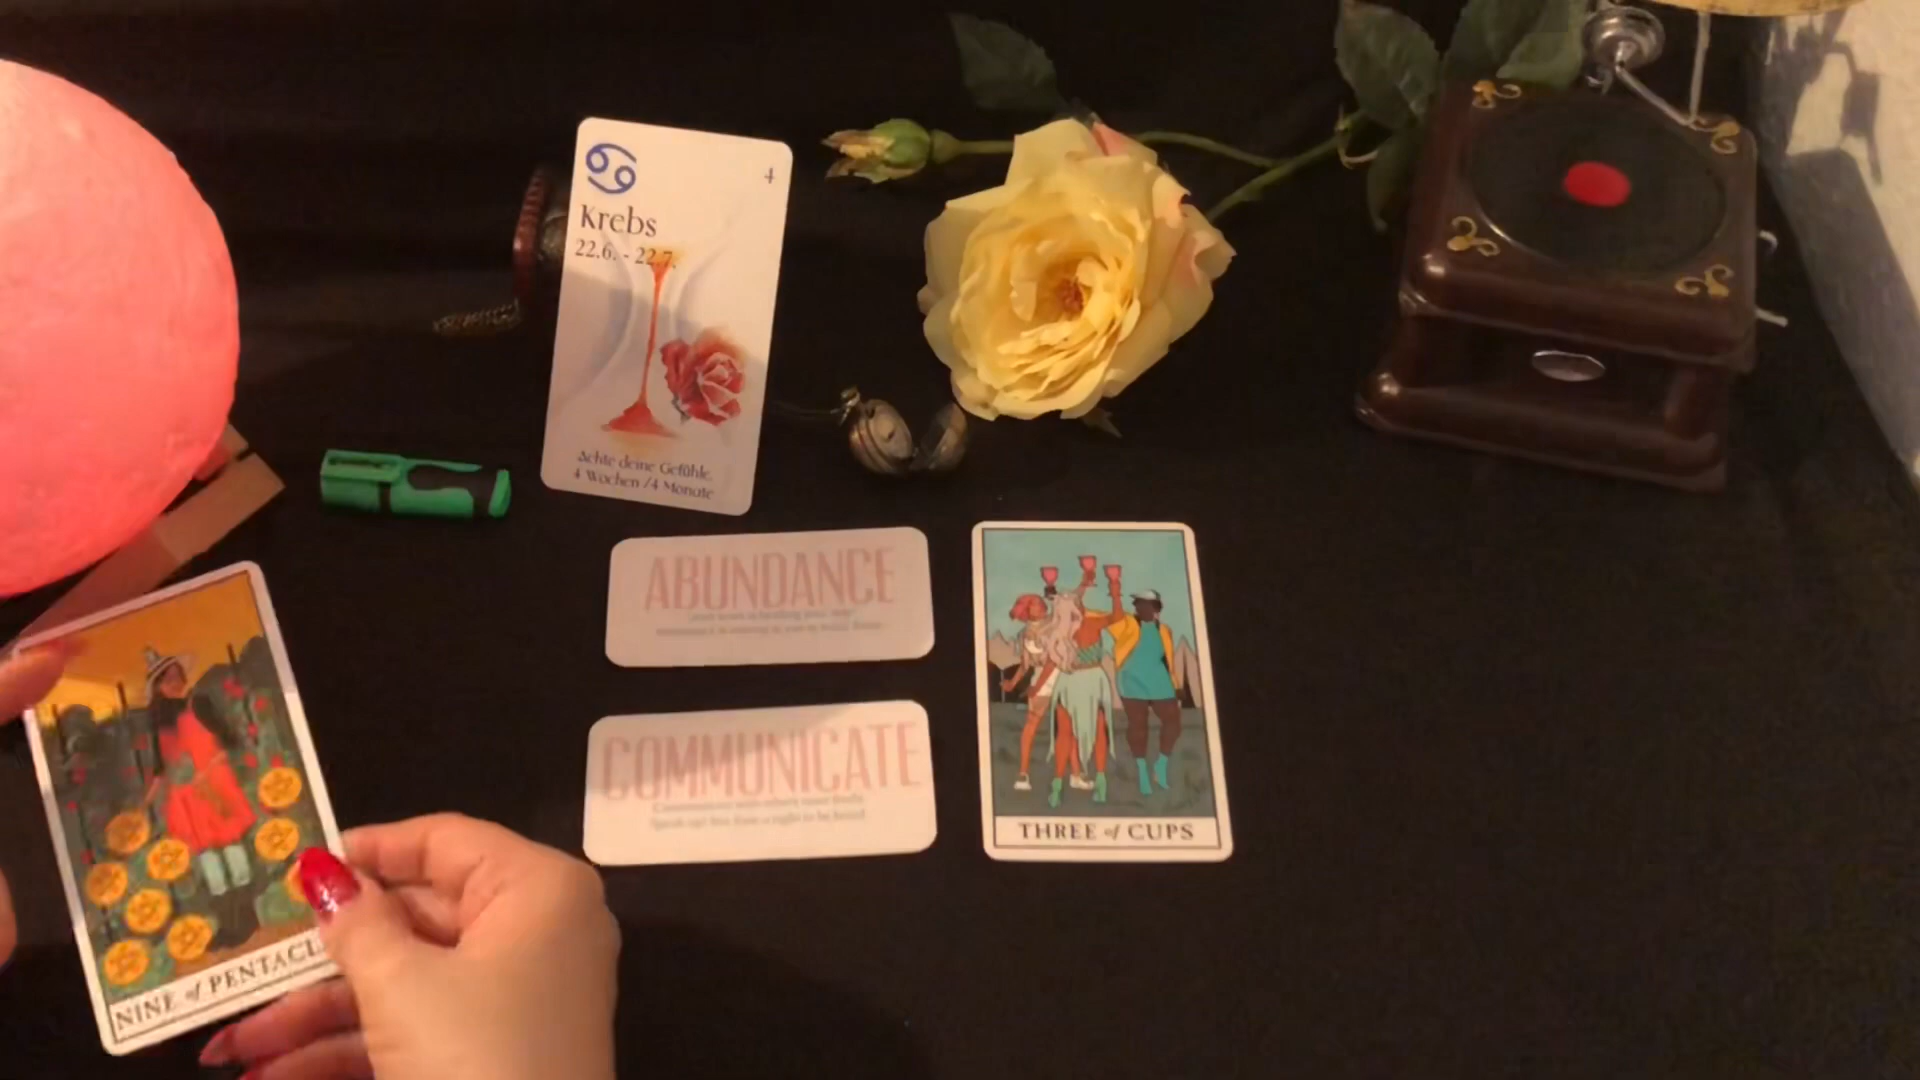 4
Krebs
22.6. - 22.7.
Achte deine Gefühle.
4 Wochen /4 Monate
ABUNDANCE
COMMUNICATE
THREE of CUPS
NINE of PENTACL